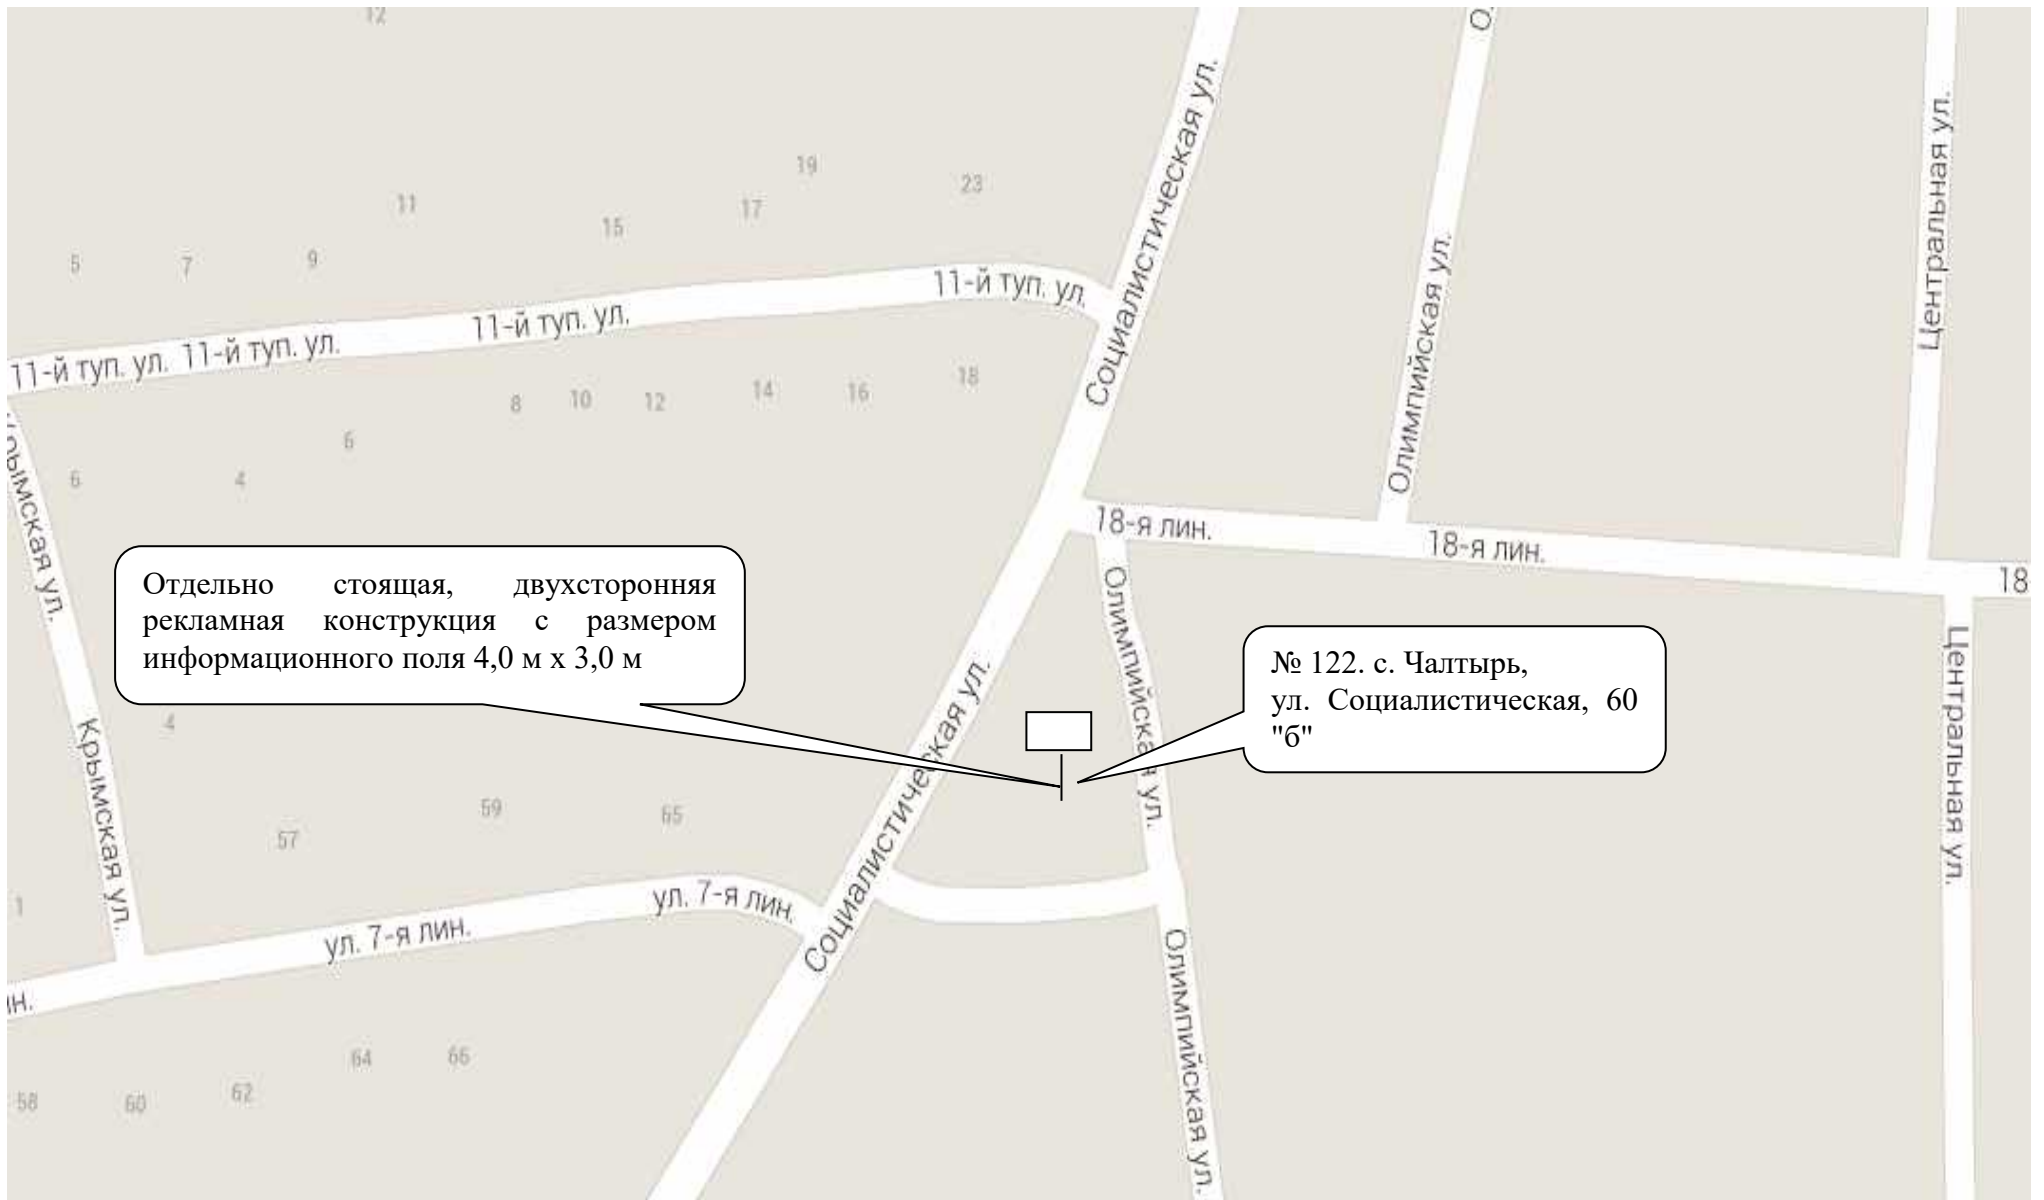 12
Социалистическая ул.
Центральная ул.
19
23
11
17
15
5
7
9
Олимпийская ул.
11-й туп. ул.
11-й туп. ул.
11-й туп. ул.
11-й туп. ул.
18
14
16
8
10
12
6
6
4
Крымская ул.
18-я лин.
18-я лин.
18
Отдельно стоящая, двухсторонняя
рекламная конструкция с размером
информационного поля 4,0 м х 3,0 м
Олимпийская ул.
№ 122. с. Чалтырь,
ул. Социалистическая, 60
"б"
Центральная ул.
Социалистическая ул.
4
Крымская ул.
59
65
57
1
ул. 7-я лин.
ул. 7-я лин.
Олимпийская ул.
64
66
62
58
60